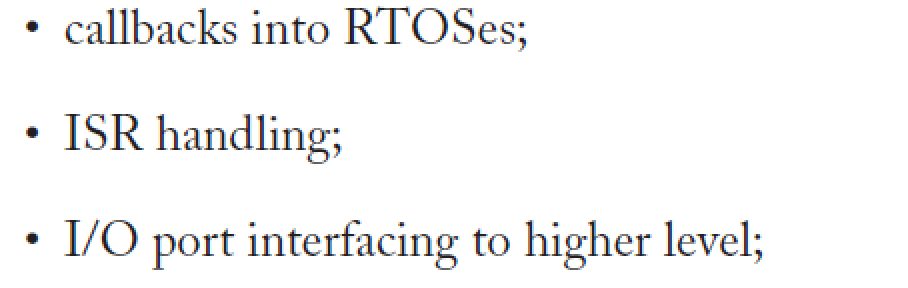 • callbacks into RTOSes;
• ISR handling;
• I/O port interfacing to higher level;